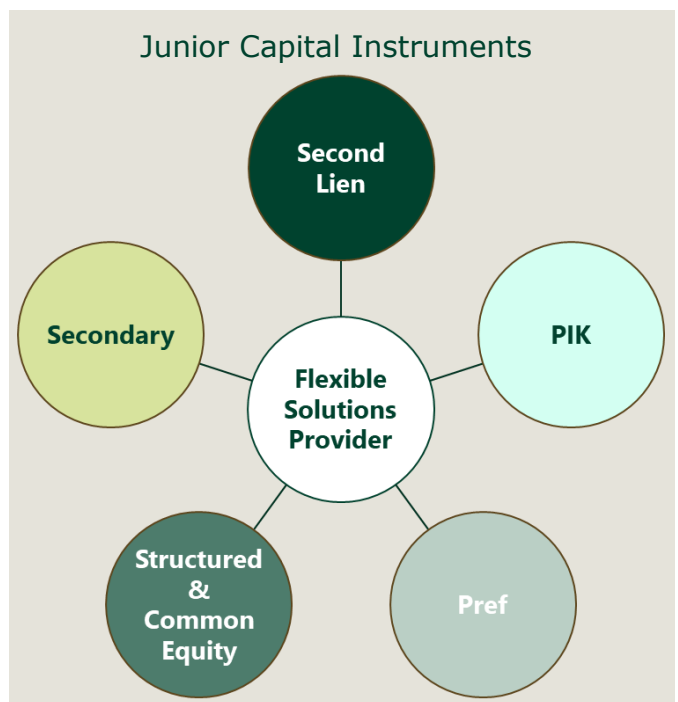 Junior Capital Instruments
Second
Lien
Secondary
PIK
Flexible
Solutions
Provider
Structured
&
Common
Equity
Pref